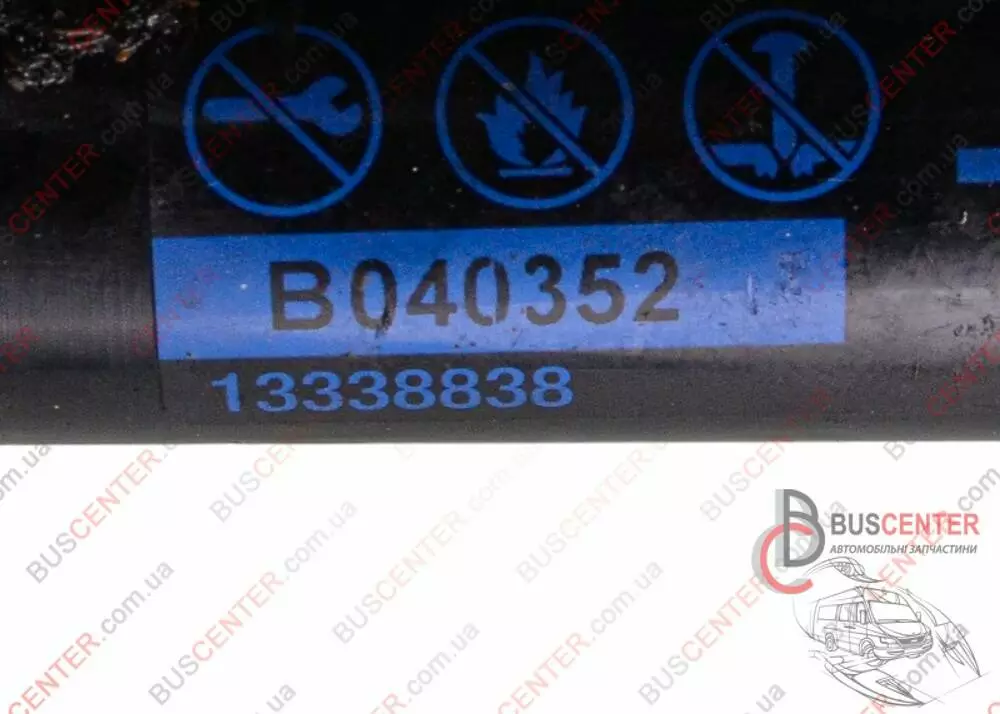 B040352
13338838
BUSCENTER
АВТОМОБІЛЬНІ ЗАПЧАСТИНИ
BUSCENTER.com.ua